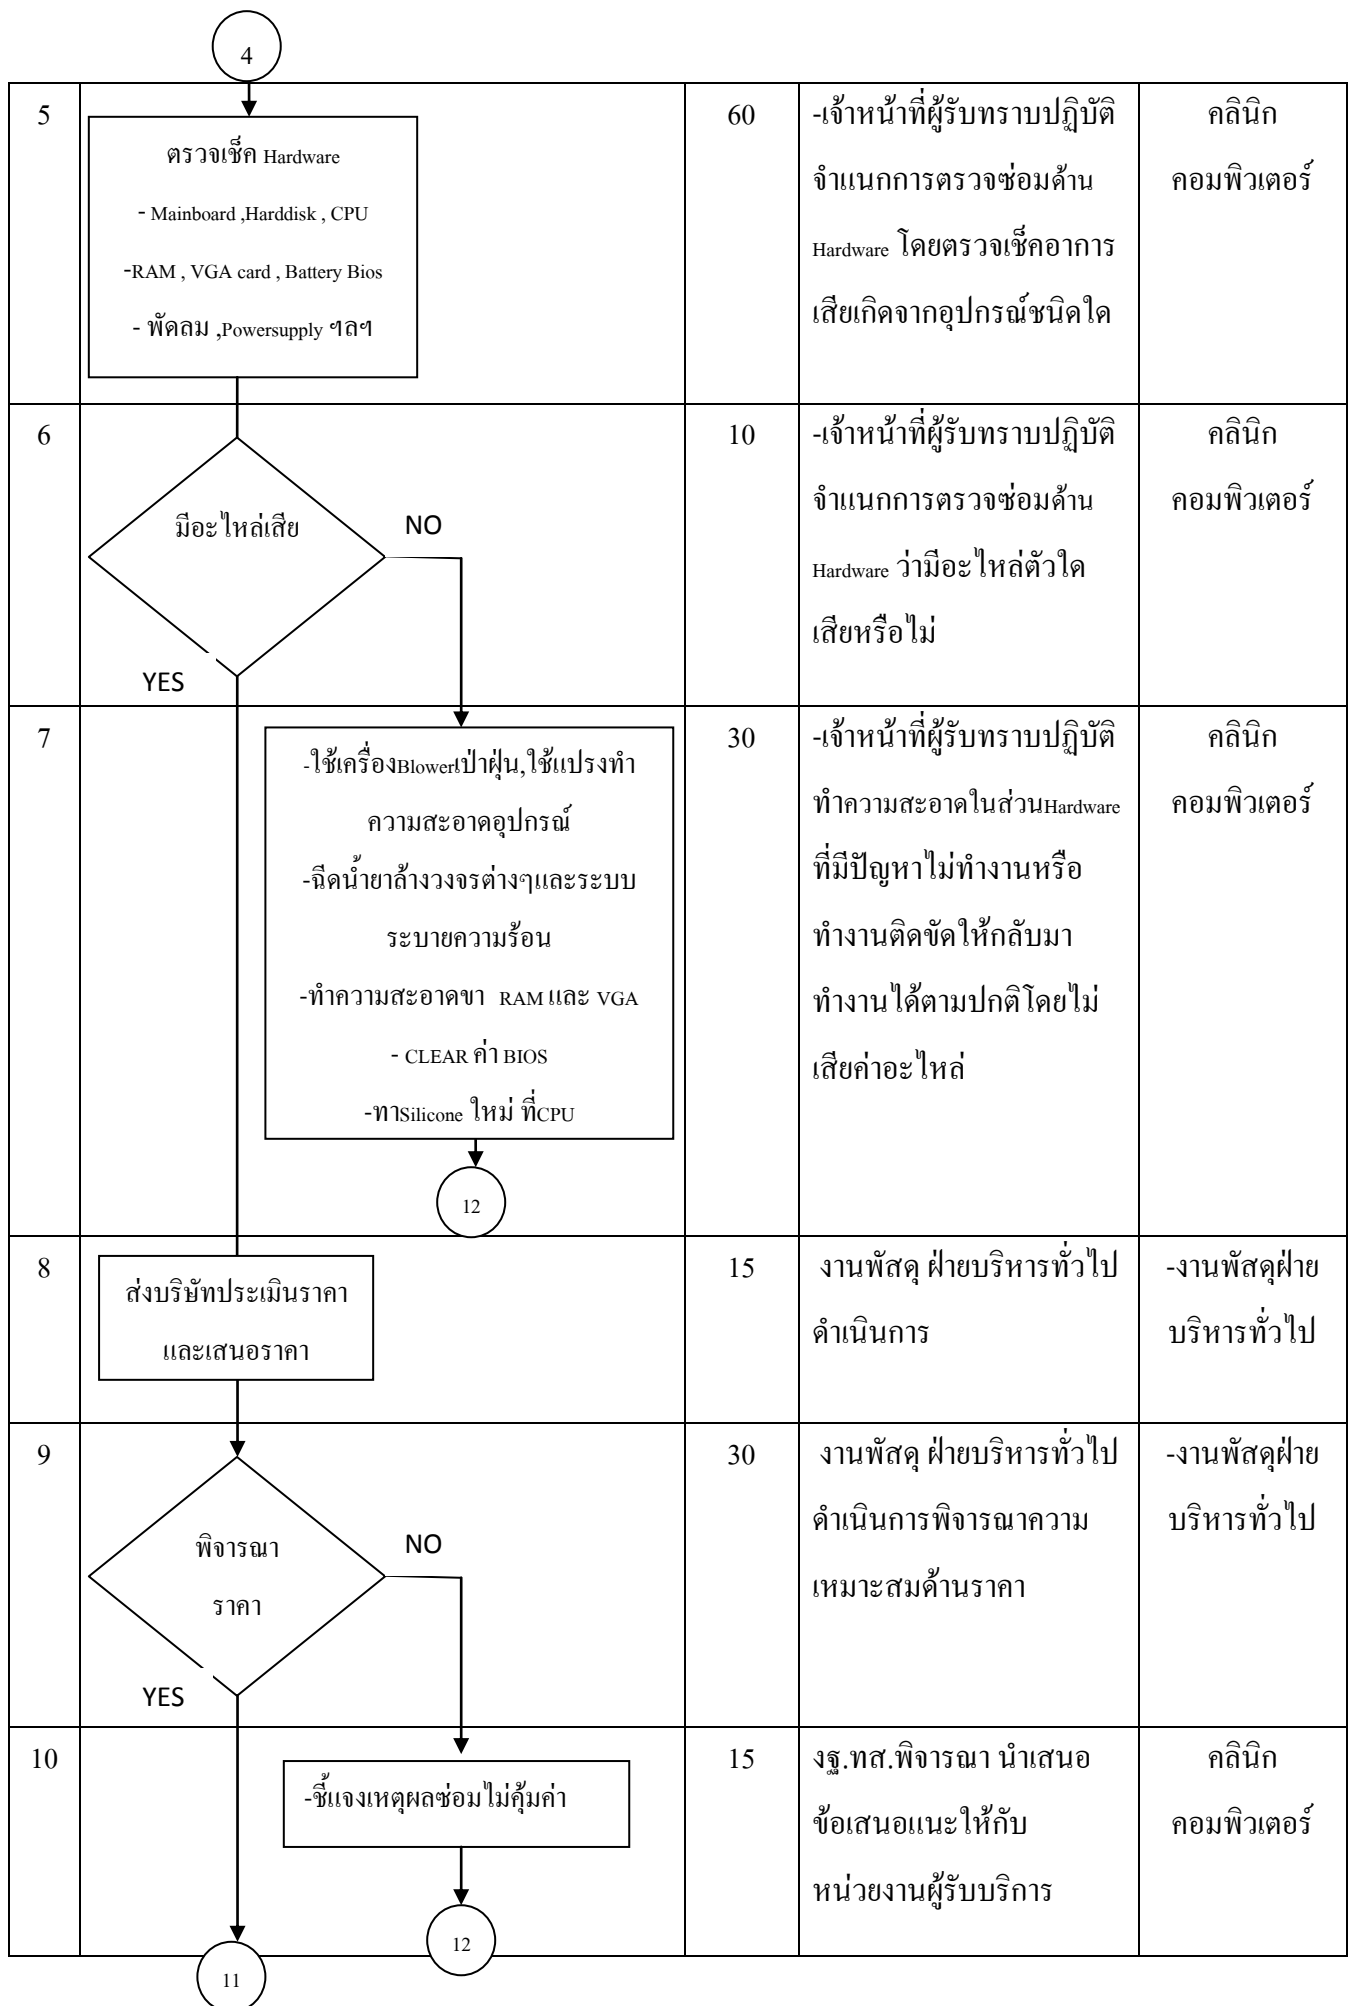 4
5
ตรวจเช็ค Hardware
- Mainboard ,Harddisk , CPU
-RAM , VGA card , Battery Bios
- พัดลม ,Powersupply ฯลฯ
60
-เจ้าหน้าที่ผู้รับทราบปฏิบัติ
จำแนกการตรวจซ่อมด้าน
Hardware โดยตรวจเช็คอาการ
เสียเกิดจากอุปกรณ์ชนิดใด
คลินิก
คอมพิวเตอร์
6
มีอะไหล่เสีย
NO
YES
10
-เจ้าหน้าที่ผู้รับทราบปฏิบัติ
จำแนกการตรวจซ่อมด้าน
Hardware ว่ามีอะไหล่ตัวใด
เสียหรือไม่
คลินิก
คอมพิวเตอร์
7
-ใช้เครื่องBlowerเป่าฝุ่น,ใช้แปรงทำ
ความสะอาดอุปกรณ์
-ฉีดน้ำยาล้างวงจรต่างๆและระบบ
ระบายความร้อน
-ทำความสะอาดขา RAM และ VGA
- CLEAR ค่า BIOS
-ทาSilicone ใหม่ ที่CPU
12
30
-เจ้าหน้าที่ผู้รับทราบปฏิบัติ
ทำความสะอาดในส่วนHardware
ที่มีปัญหาไม่ทำงานหรือ
ทำงานติดขัดให้กลับมา
ทำงานได้ตามปกติโดยไม่
เสียค่าอะไหล่
คลินิก
คอมพิวเตอร์
8
ส่งบริษัทประเมินราคา
และเสนอราคา
15
งานพัสดุ ฝ่ายบริหารทั่วไป
ดำเนินการ
-งานพัสดุฝ่าย
บริหารทั่วไป
9
พิจารณา
ราคา
NO
YES
30
งานพัสดุ ฝ่ายบริหารทั่วไป
ดำเนินการพิจารณาความ
เหมาะสมด้านราคา
-งานพัสดุฝ่าย
บริหารทั่วไป
10
-ชี้แจงเหตุผลซ่อมไม่คุ้มค่า
12
11
15
งฐ.ทส.พิจารณา นำเสนอ
ข้อเสนอแนะให้กับ
หน่วยงานผู้รับบริการ
คลินิก
คอมพิวเตอร์